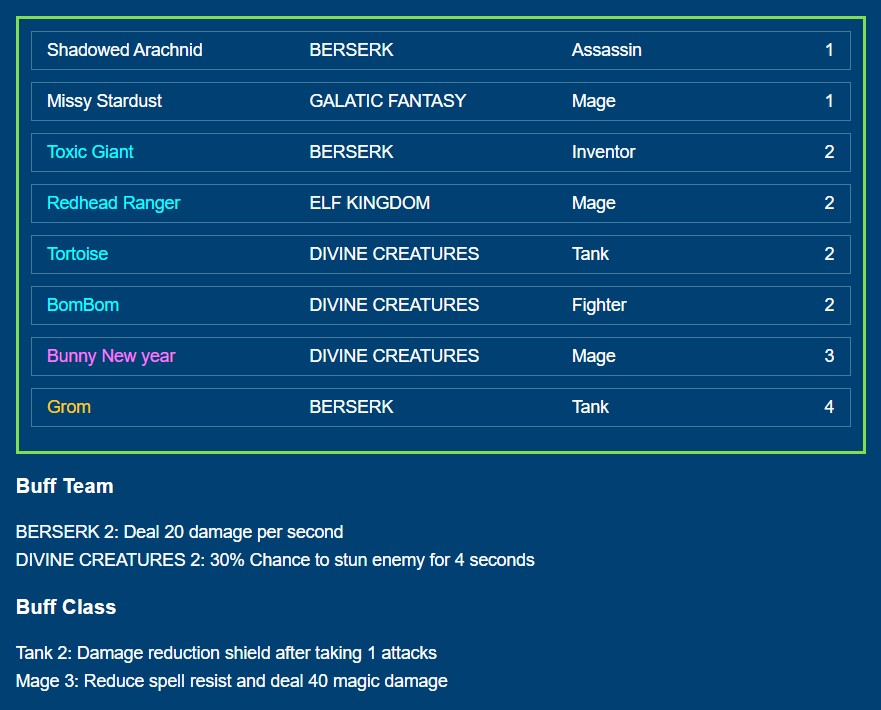 Shadowed Arachnid BERSERK Assassin 1
Missy Stardust GALATIC FANTASY Mage 1
Toxic Giant BERSERK Inventor 2
Redhead Ranger ELF KINGDOM Mage 2
Tortoise DIVINE CREATURES Tank 2
BomBom DIVINE CREATURES Fighter 2
Bunny New year DIVINE CREATURES Mage 3
Grom BERSERK Tank 4
Buff Team
BERSERK 2: Deal 20 damage per second
DIVINE CREATURES 2: 30% Chance to stun enemy for 4 seconds
Buff Class
Tank 2: Damage reduction shield after taking 1 attacks
Mage 3: Reduce spell resist and deal 40 magic damage